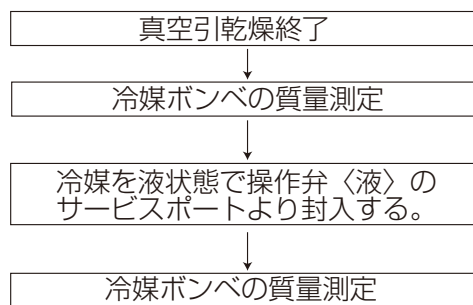 真空引乾燥終了
冷媒ボンベの質量測定
冷媒を液状態で操作弁〈液〉の
サービスポートより封入する。
冷媒ボンベの質量測定